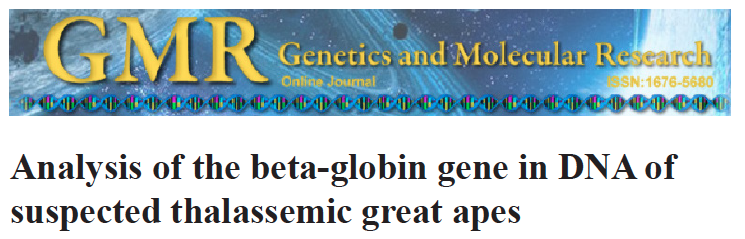 GMR Genetics and Molecular Research
Online Journal ISSN:1676-5680
Analysis of the beta-globin gene in DNA of
suspected thalassemic great apes